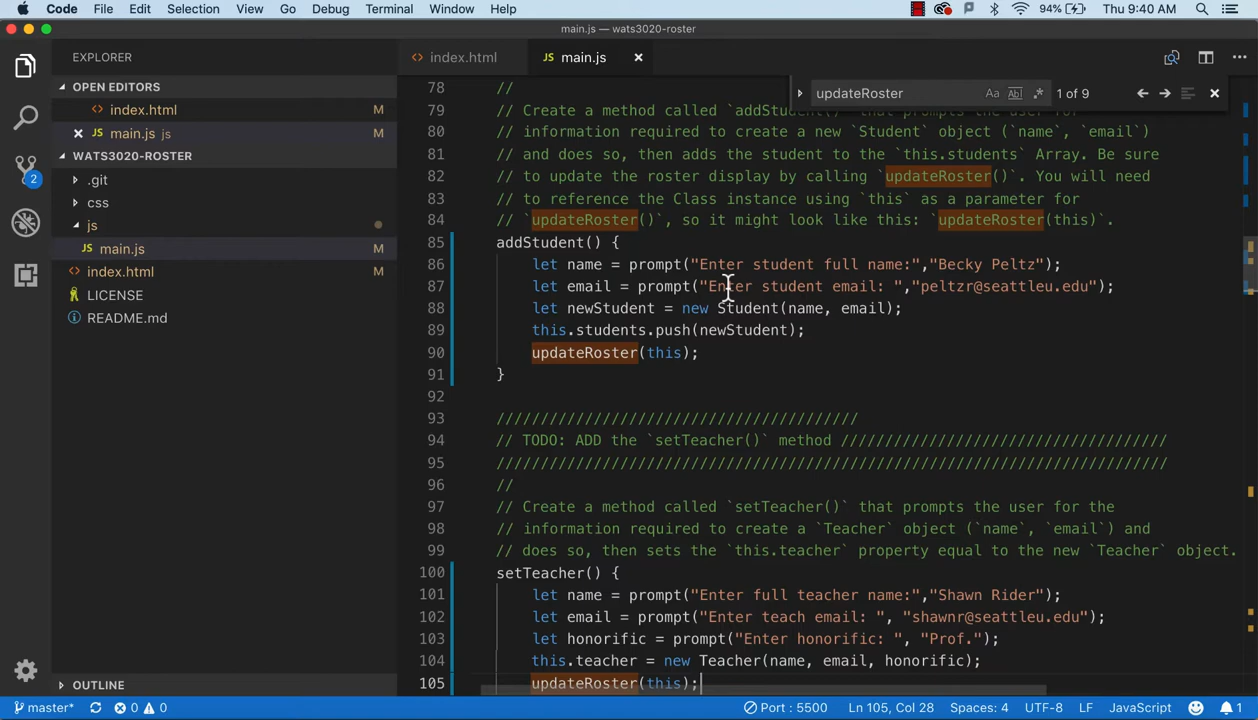 Code File Edit Selection View Go Debug Terminal Window Help 94% Thu 9:40 AM
main.js — wats3020-roster
EXPLORER
index.html
JS main.js
OPEN EDITORS
index.html M
main.js js M
WATS3020-ROSTER
.git
css
js
main.js M
index.html M
LICENSE
README.md
OUTLINE
2
updateRoster Aa Abl .* 1 of 9
78 //
79 // Create a method called `addStudent()` that prompts the user for
80 // information required to create a new `Student` object (`name`, `email`)
81 // and does so, then adds the student to the `this.students` Array. Be sure
82 // to update the roster display by calling `updateRoster()`. You will need
83 // to reference the Class instance using `this` as a parameter for
84 // `updateRoster()`, so it might look like this: `updateRoster(this)`.
85 addStudent() {
86 let name = prompt("Enter student full name:","Becky Peltz");
87 let email = prompt("Enter student email: ","peltzr@seattleu.edu");
88 let newStudent = new Student(name, email);
89 this.students.push(newStudent);
90 updateRoster(this);
91 }
92
93 /////////////////////////////////////////
94 // TODO: ADD the `setTeacher()` method /////////////////////////////////////
95 ////////////////////////////////////////////////////////////////////////////
96 //
97 // Create a method called `setTeacher()` that prompts the user for the
98 // information required to create a `Teacher` object (`name`, `email`) and
99 // does so, then sets the `this.teacher` property equal to the new `Teacher` object.
100 setTeacher() {
101 let name = prompt("Enter full teacher name:","Shawn Rider");
102 let email = prompt("Enter teach email: ", "shawnr@seattleu.edu");
103 let honorific = prompt("Enter honorific: ", "Prof.");
104 this.teacher = new Teacher(name, email, honorific);
105 updateRoster(this);
master* 0 0 Port : 5500 Ln 105, Col 28 Spaces: 4 UTF-8 LF JavaScript 1